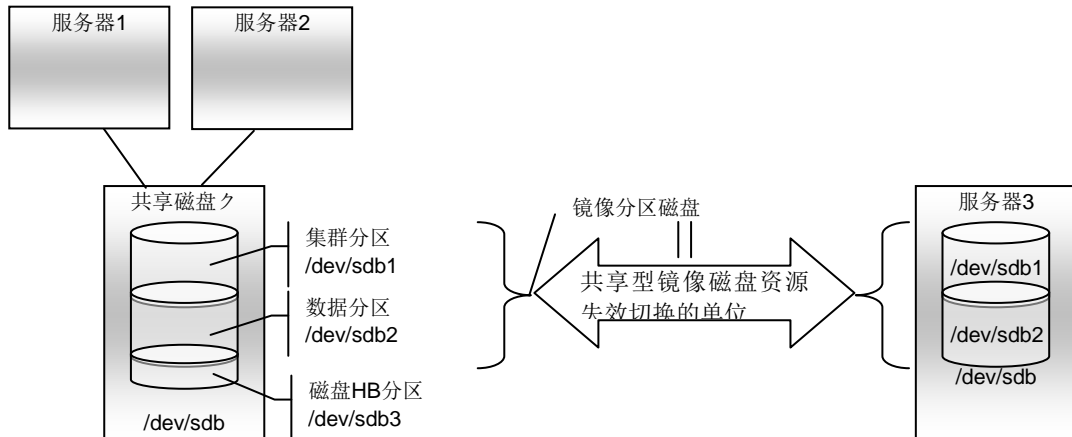 服务器1
服务器2
共享磁盘ク
集群分区
/dev/sdb1
数据分区
/dev/sdb2
磁盘HB分区
/dev/sdb3
/dev/sdb
镜像分区磁盘
共享型镜像磁盘资源
失效切换的单位
服务器3
/dev/sdb1
/dev/sdb2
/dev/sdb